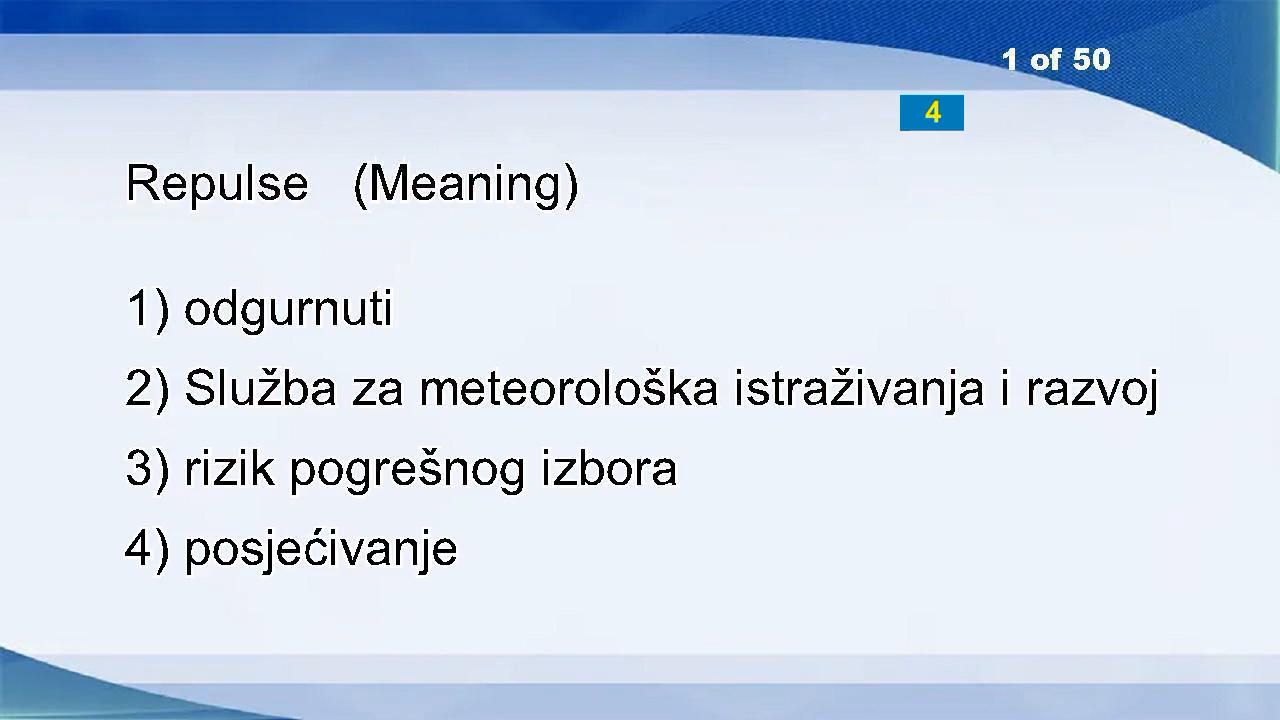 1 of 50
4
Repulse (Meaning)
1) odgurnuti
2) Služba za meteorološka istraživanja i razvoj
3) rizik pogrešnog izbora
4) posjećivanje